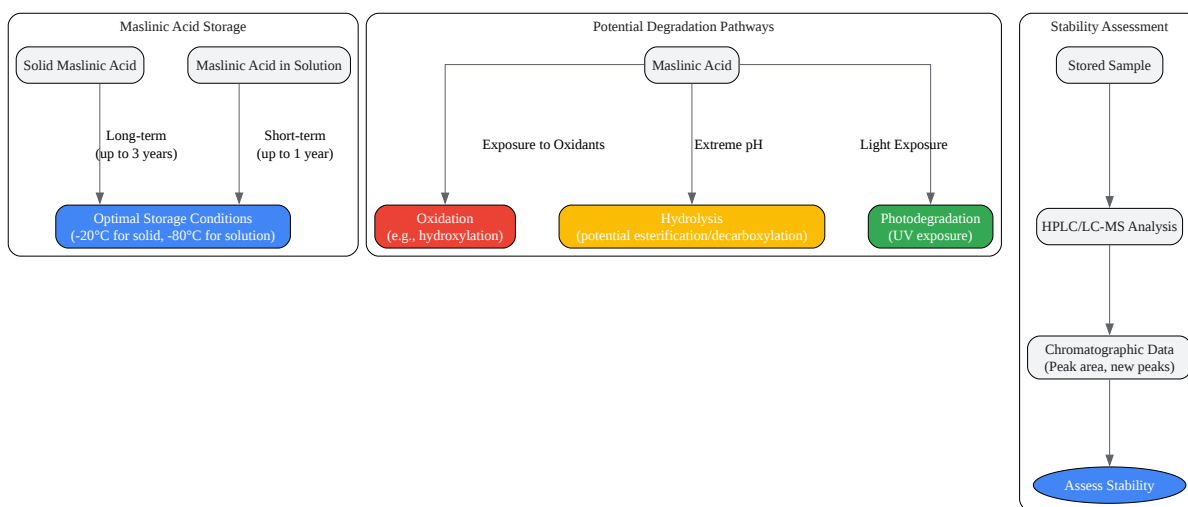 Maslinic Acid Storage
Solid Maslinic Acid
Maslinic Acid in Solution
Long-term
(up to 3 years)
Short-term
(up to 1 year)
Optimal Storage Conditions
(-20°C for solid, -80°C for solution)
Potential Degradation Pathways
Maslinic Acid
Exposure to Oxidants
Extreme pH
Light Exposure
Oxidation
(e.g., hydroxylation)
Hydrolysis
(potential esterification/decarboxylation)
Photodegradation
(UV exposure)
Stability Assessment
Stored Sample
HPLC/LC-MS Analysis
Chromatographic Data
(Peak area, new peaks)
Assess Stability